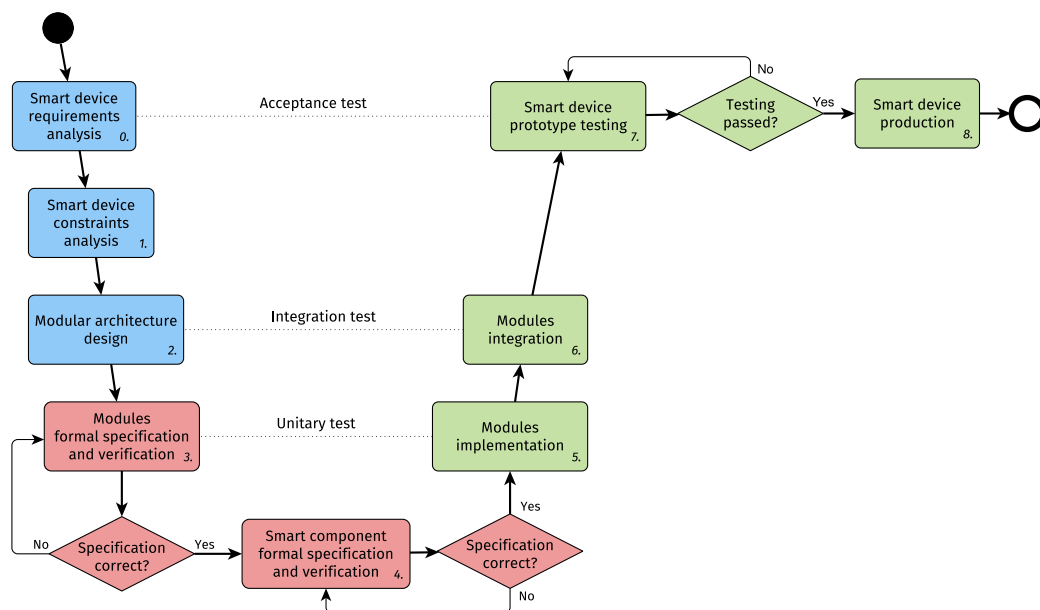 Smart device
requirements
analysis
0.
Acceptance test
Smart device
prototype testing
7.
No
Testing
passed?
Yes
Smart device
production
8.
Smart device
constraints
analysis
1.
Modular architecture
design
2.
Integration test
Modules
integration
6.
Modules
formal specification
and verification
3.
Unitary test
Modules
implementation
5.
No
Specification
correct?
Yes
Smart component
formal specification
and verification
4.
Yes
Specification
correct?
No